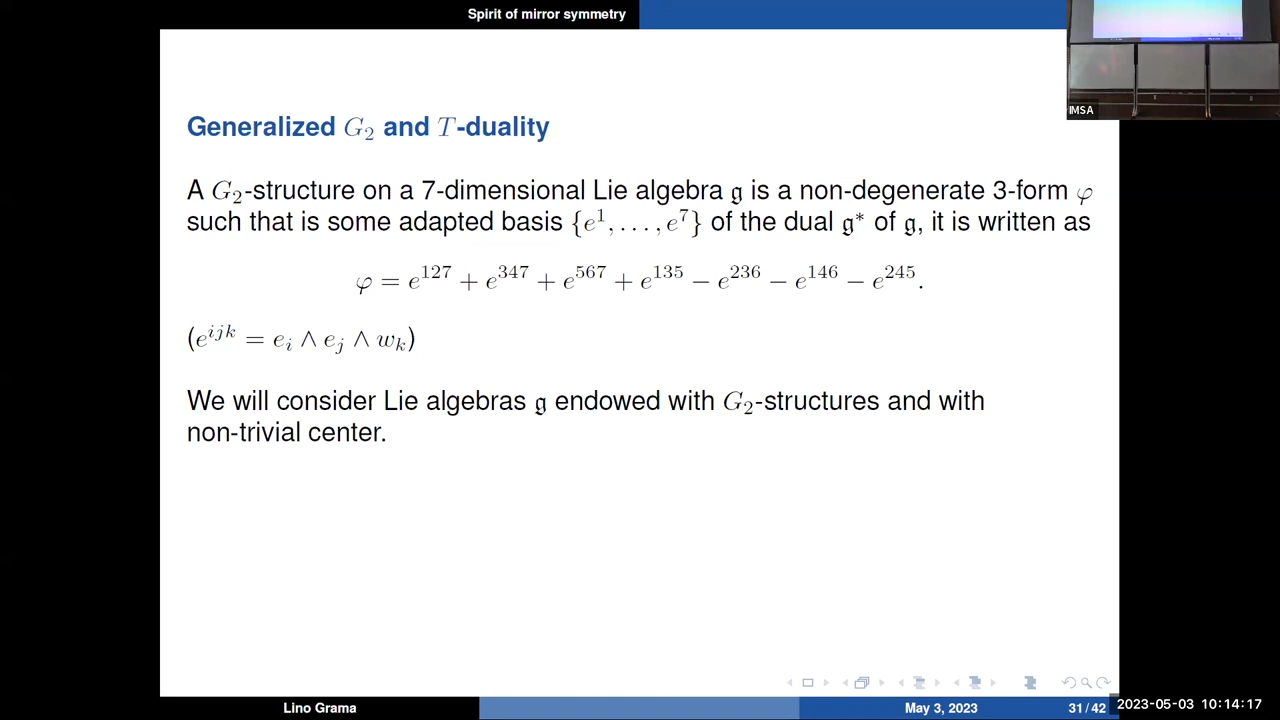 Spirit of mirror symmetry
IMSA
Generalized G₂ and T-duality
A G₂-structure on a 7-dimensional Lie algebra 𝔤 is a non-degenerate 3-form φ
such that is some adapted basis {e¹, . . . , e⁷} of the dual 𝔤* of 𝔤, it is written as
φ = e¹²⁷ + e³⁴⁷ + e⁵⁶⁷ + e¹³⁵ − e²³⁶ − e¹⁴⁶ − e²⁴⁵.
(eⁱʲᵏ = eᵢ ∧ eⱼ ∧ wₖ)
We will consider Lie algebras 𝔤 endowed with G₂-structures and with
non-trivial center.
Lino Grama May 3, 2023 31 / 42
2023-05-03 10:14:17